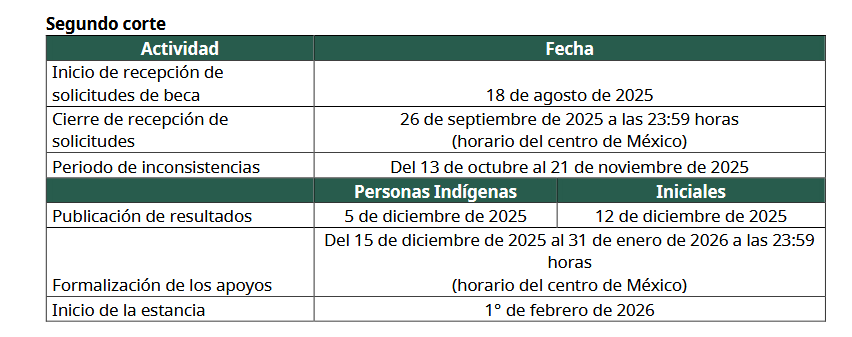 Segundo corte
Actividad Fecha
Inicio de recepción de
solicitudes de beca 18 de agosto de 2025
Cierre de recepción de 26 de septiembre de 2025 a las 23:59 horas
solicitudes (horario del centro de México)
Periodo de inconsistencias Del 13 de octubre al 21 de noviembre de 2025
Personas Indígenas Iniciales
Publicación de resultados 5 de diciembre de 2025 12 de diciembre de 2025
Del 15 de diciembre de 2025 al 31 de enero de 2026 a las 23:59
horas
Formalización de los apoyos (horario del centro de México)
Inicio de la estancia 1° de febrero de 2026